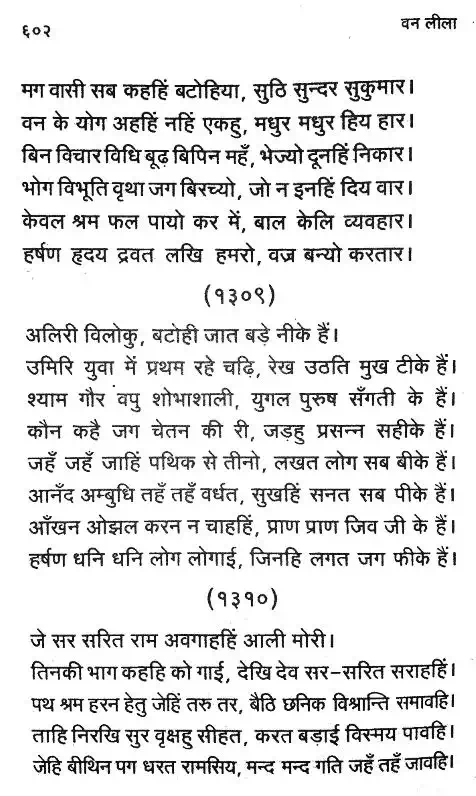 ६०२
वन लीला
मग वासी सब कहहिं बटोहिया, सुठि सुन्दर सुकुमार।
वन के योग अहहिं नहिं एकहु, मधुर मधुर हिय हार।
बिन विचार विधि बूढ़ बिपिन महँ, भेज्यो दूनहिं निकार।
भोग विभूति वृथा जग बिरच्यो, जो न इनहिं दिय वार।
केवल श्रम फल पायो कर में, बाल केलि व्यवहार।
हर्षण हृदय द्रवत लखि हमरो, वज्र बन्यो करतार।
(१३०९)
अलिरी विलोकु, बटोही जात बड़े नीके हैं।
उमिरि युवा में प्रथम रहे चढ़ि, रेख उठति मुख टीके हैं।
श्याम गौर वपु शोभाशाली, युगल पुरुष सँगती के हैं।
कौन कहै जग चेतन की री, जड़हु प्रसन्न सहीके हैं।
जहँ जहँ जाहिं पथिक से तीनो, लखत लोग सब बीके हैं।
आनँद अम्बुधि तहँ तहँ वर्धत, सुखहिं सनत सब पीके हैं।
आँखन ओझल करन न चाहहिं, प्राण प्राण जिव जी के हैं।
हर्षण धनि धनि लोग लोगाई, जिनहि लगत जग फीके हैं।
(१३१०)
जे सर सरित राम अवगाहहिं आली मोरी।
तिनकी भाग कहहि को गाई, देखि देव सर-सरित सराहहिं।
पथ श्रम हरन हेतु जेहिं तरु तर, बैठि छनिक विश्रान्ति समावहि।
ताहि निरखि सुर वृक्षहु सीहत, करत बड़ाई विस्मय पावहि।
जेहि बीथिन पग धरत रामसिय, मन्द मन्द गति जहँ तहँ जावहि।